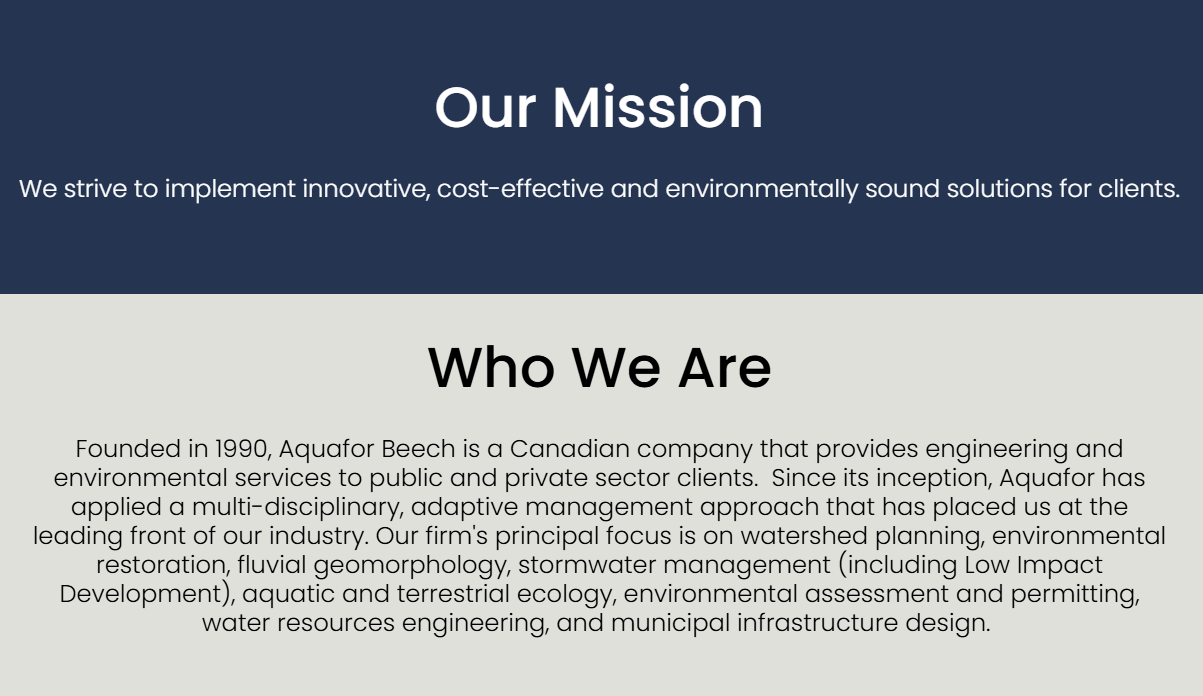 Our Mission
We strive to implement innovative, cost-effective and environmentally sound solutions for clients.
Who We Are
Founded in 1990, Aquafor Beech is a Canadian company that provides engineering and
environmental services to public and private sector clients.  Since its inception, Aquafor has
applied a multi-disciplinary, adaptive management approach that has placed us at the
leading front of our industry. Our firm's principal focus is on watershed planning, environmental
restoration, fluvial geomorphology, stormwater management (including Low Impact
Development), aquatic and terrestrial ecology, environmental assessment and permitting,
water resources engineering, and municipal infrastructure design.